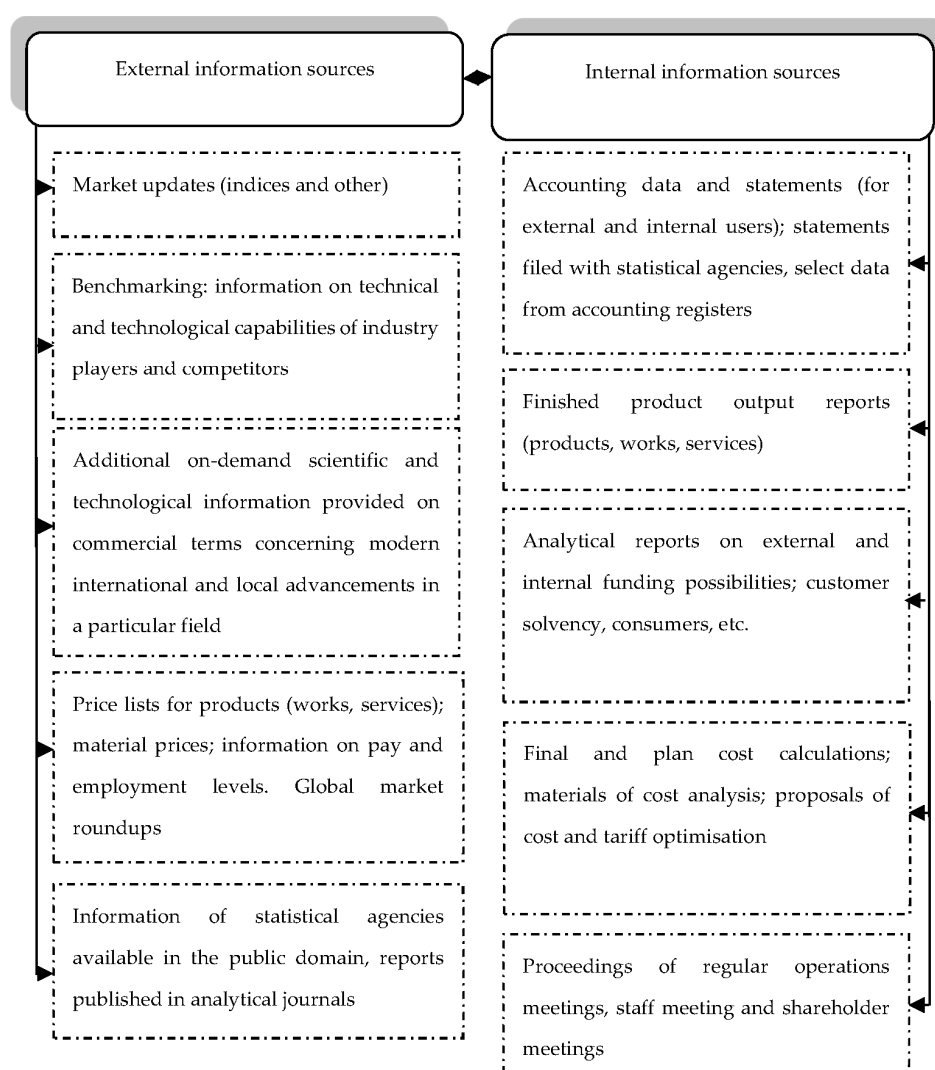 External information sources
Internal information sources
Market updates (indices and other)
Benchmarking: information on technical
and technological capabilities of industry
players and competitors
Additional on-demand scientific and
technological information provided on
commercial terms concerning modern
international and local advancements in
a particular field
Price lists for products (works, services);
material prices; information on pay and
employment levels. Global market
roundups
Information of statistical agencies
available in the public domain, reports
published in analytical journals
Accounting data and statements (for
external and internal users); statements
filed with statistical agencies, select data
from accounting registers
Finished product output reports
(products, works, services)
Analytical reports on external and
internal funding possibilities; customer
solvency, consumers, etc.
Final and plan cost calculations;
materials of cost analysis; proposals of
cost and tariff optimisation
Proceedings of regular operations
meetings, staff meeting and shareholder
meetings